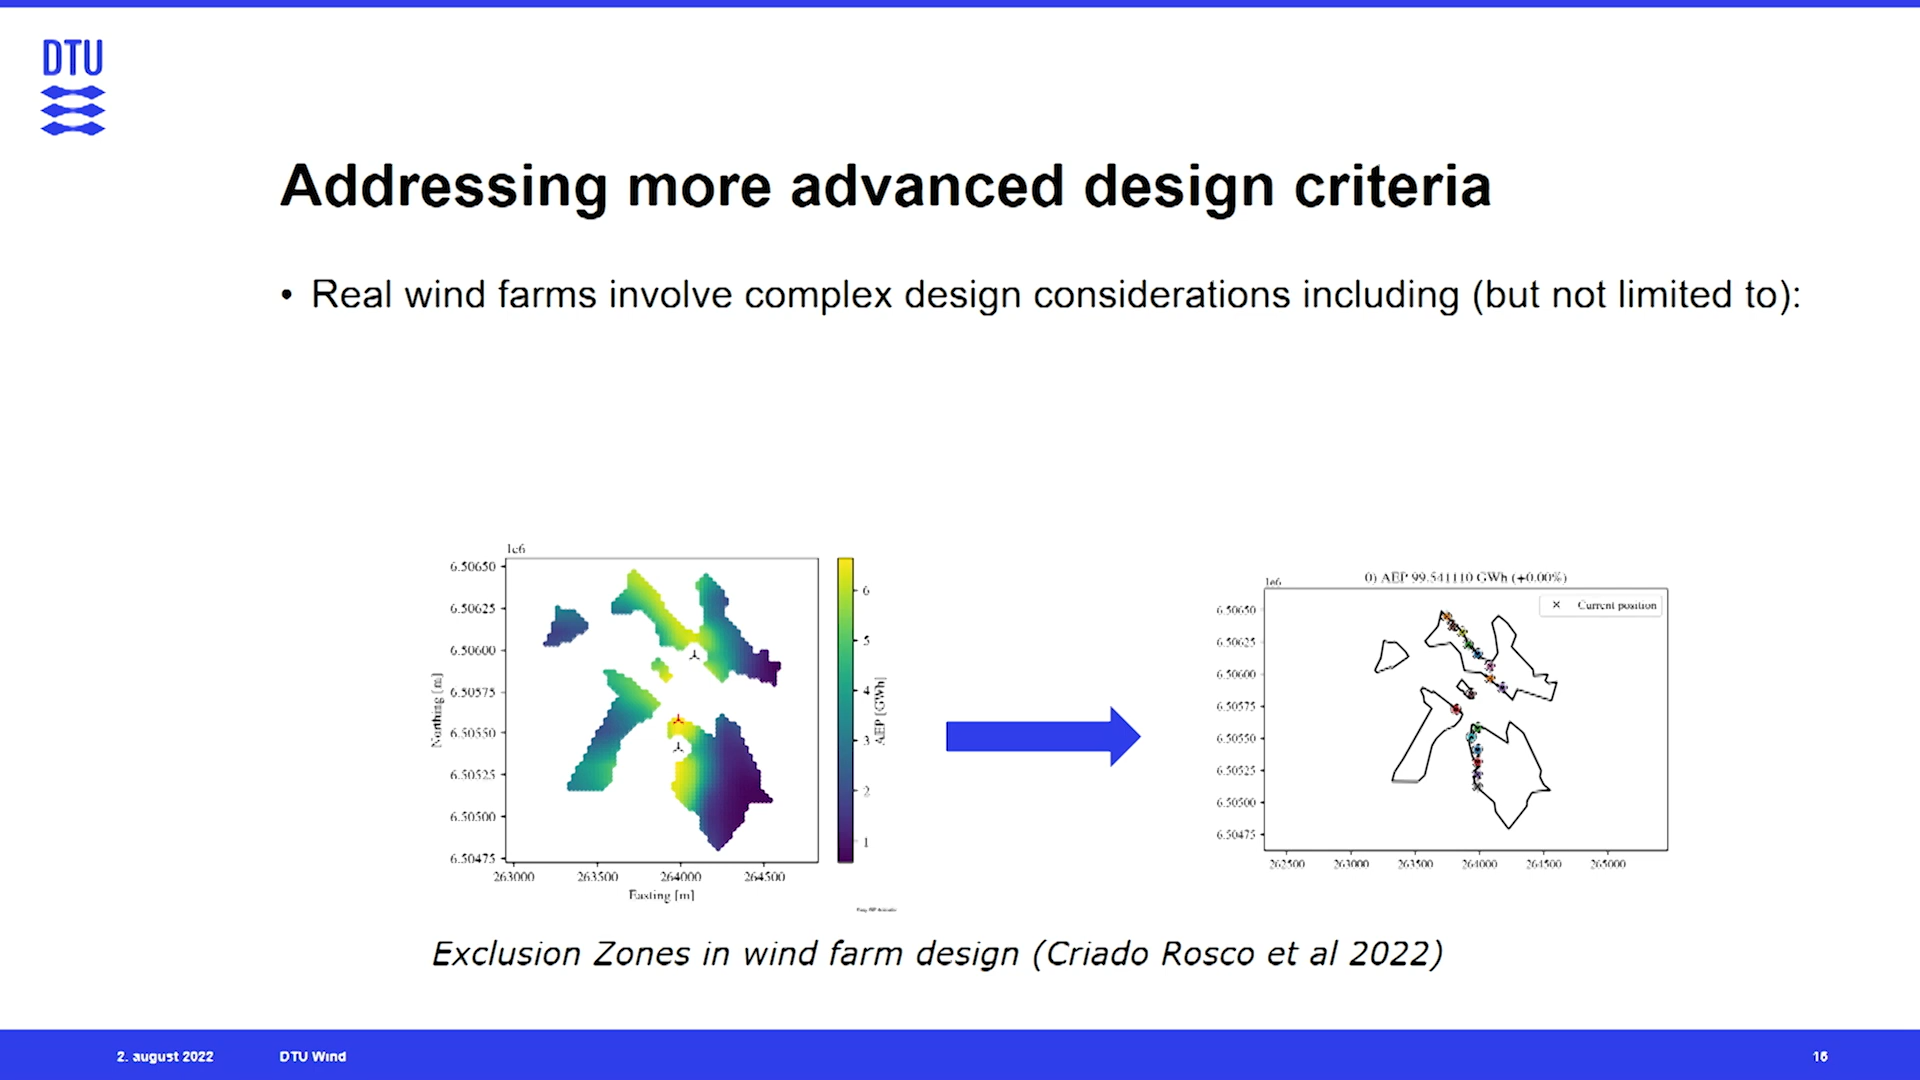 DTU
Addressing more advanced design criteria
• Real wind farms involve complex design considerations including (but not limited to):
1e6
6.50650
6.50625
6.50600
6.50575
6.50550
6.50525
6.50500
6.50475
Northing [m]
263000 263500 264000 264500
Easting [m]
6
5
4
3
2
1
AEP [GWh]
0) AEP 99.541110 GWh (+0.00%)
1e6
Current position
6.50650
6.50625
6.50600
6.50575
6.50550
6.50525
6.50500
6.50475
262500 263000 263500 264000 264500 265000
Exclusion Zones in wind farm design (Criado Rosco et al 2022)
2. august 2022 DTU Wind 16